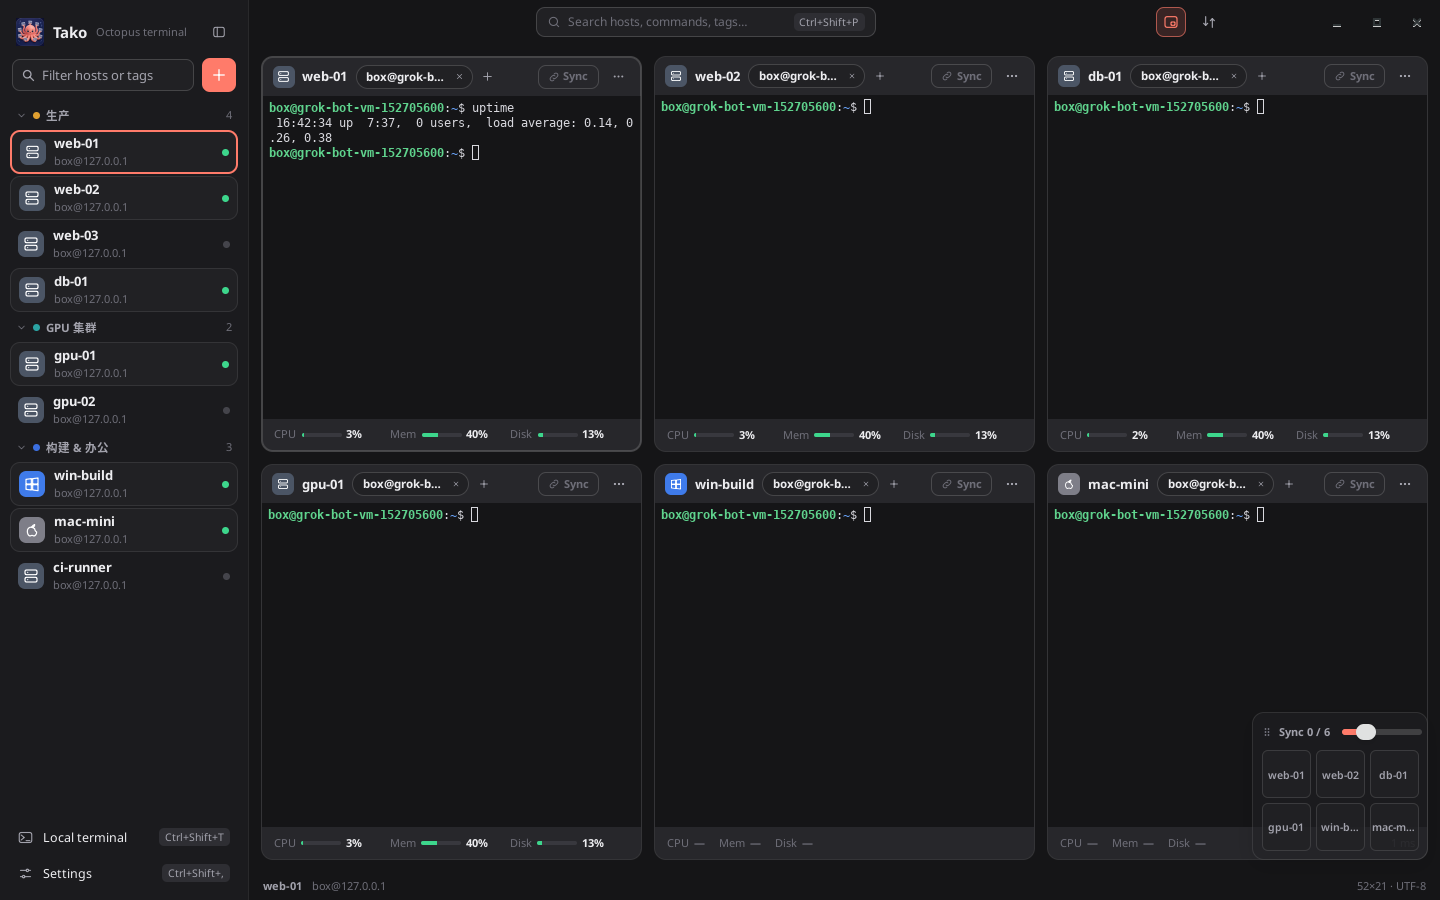 Tako Octopus terminal
Search hosts, commands, tags... Ctrl+Shift+P
Filter hosts or tags
生产 4
web-01
box@127.0.0.1
web-02
box@127.0.0.1
web-03
box@127.0.0.1
db-01
box@127.0.0.1
GPU 集群 2
gpu-01
box@127.0.0.1
gpu-02
box@127.0.0.1
构建 & 办公 3
win-build
box@127.0.0.1
mac-mini
box@127.0.0.1
ci-runner
box@127.0.0.1
Local terminal Ctrl+Shift+T
Settings Ctrl+Shift+,
web-01 box@grok-b... × + Sync ...
box@grok-bot-vm-152705600:~$ uptime
16:42:34 up 7:37, 0 users, load average: 0.14, 0
.26, 0.38
box@grok-bot-vm-152705600:~$
CPU 3% Mem 40% Disk 13%
web-02 box@grok-b... × + Sync ...
box@grok-bot-vm-152705600:~$
CPU 3% Mem 40% Disk 13%
db-01 box@grok-b... × + Sync ...
box@grok-bot-vm-152705600:~$
CPU 2% Mem 40% Disk 13%
gpu-01 box@grok-b... × + Sync ...
box@grok-bot-vm-152705600:~$
CPU 3% Mem 40% Disk 13%
win-build box@grok-b... × + Sync ...
box@grok-bot-vm-152705600:~$
CPU — Mem — Disk —
mac-mini box@grok-b... × + Sync ...
box@grok-bot-vm-152705600:~$
CPU — Mem — Disk —
Sync 0 / 6
web-01 web-02 db-01
gpu-01 win-b... mac-m...
web-01 box@127.0.0.1
52×21 · UTF-8